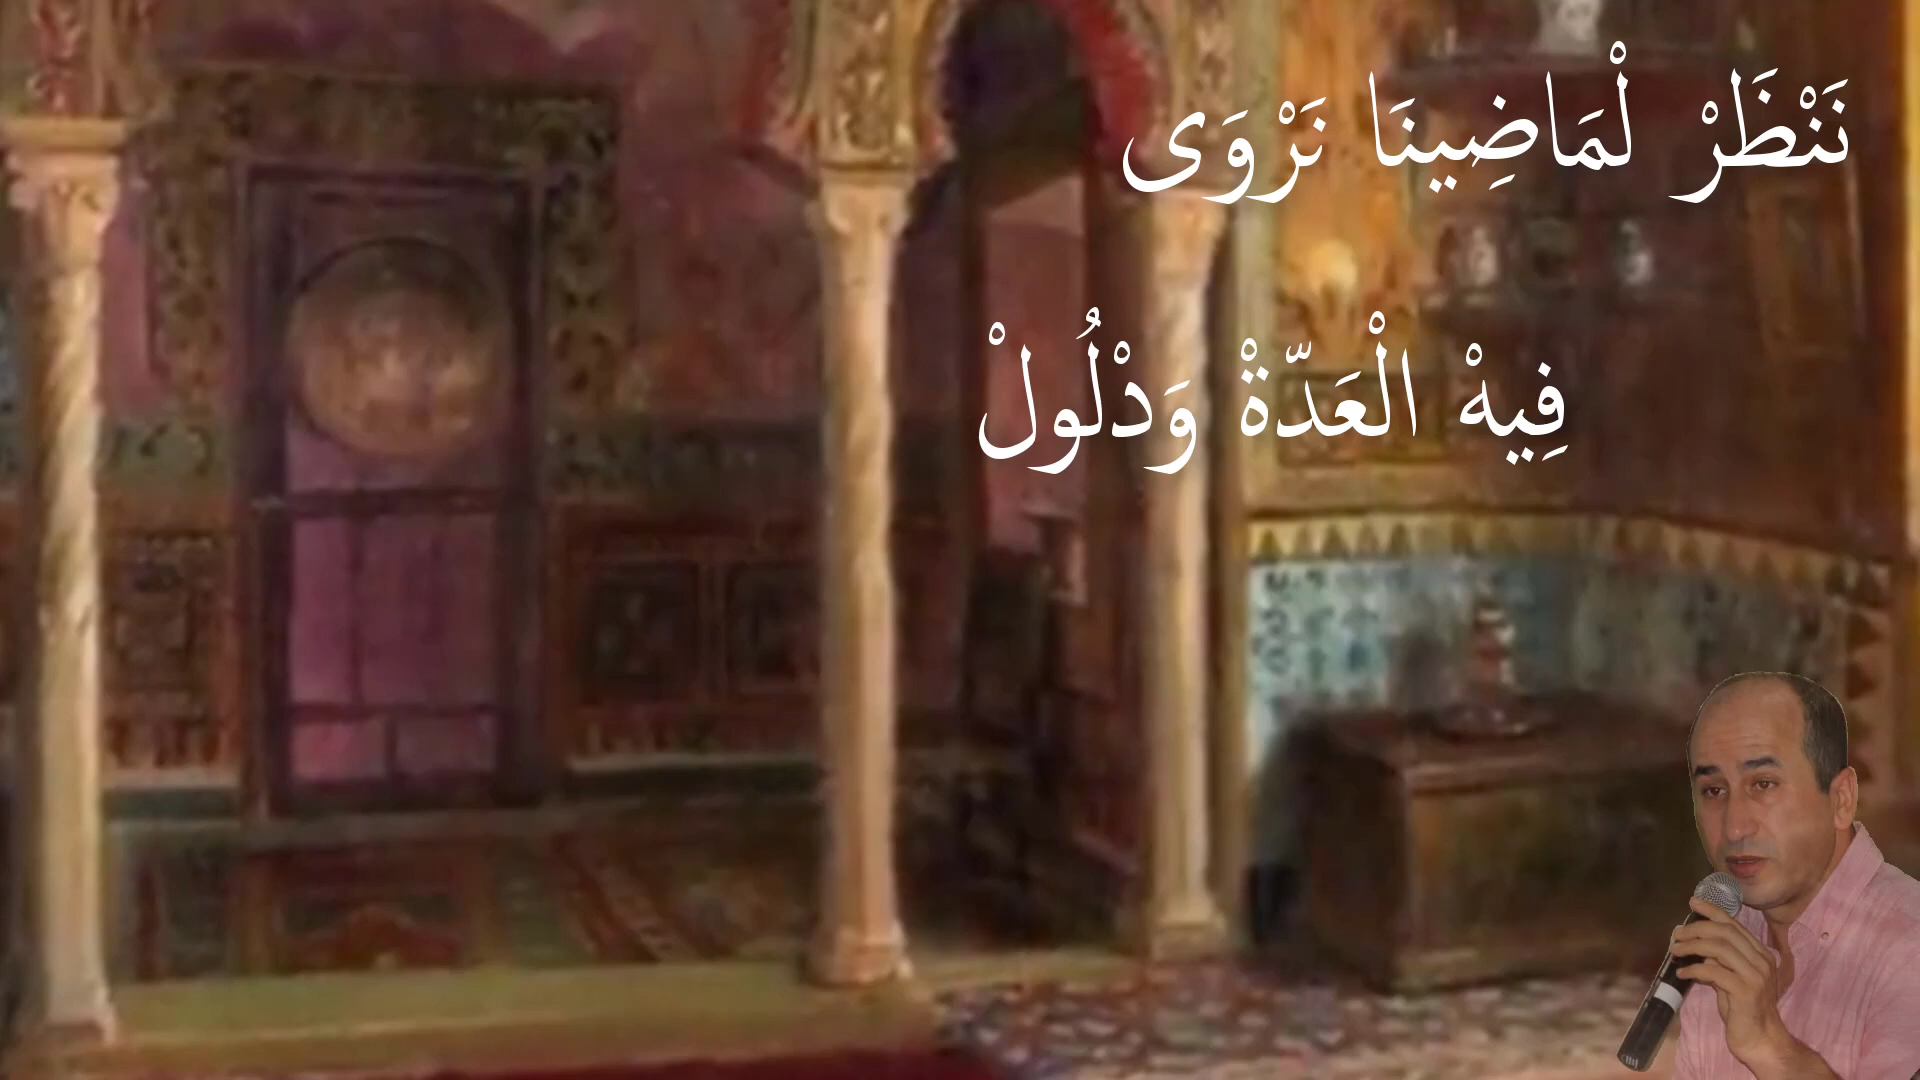 نَنْظَرْ لْمَاضِينَا نَرْوَى
فِيهْ الْعَدّةْ وَدْلُولْ